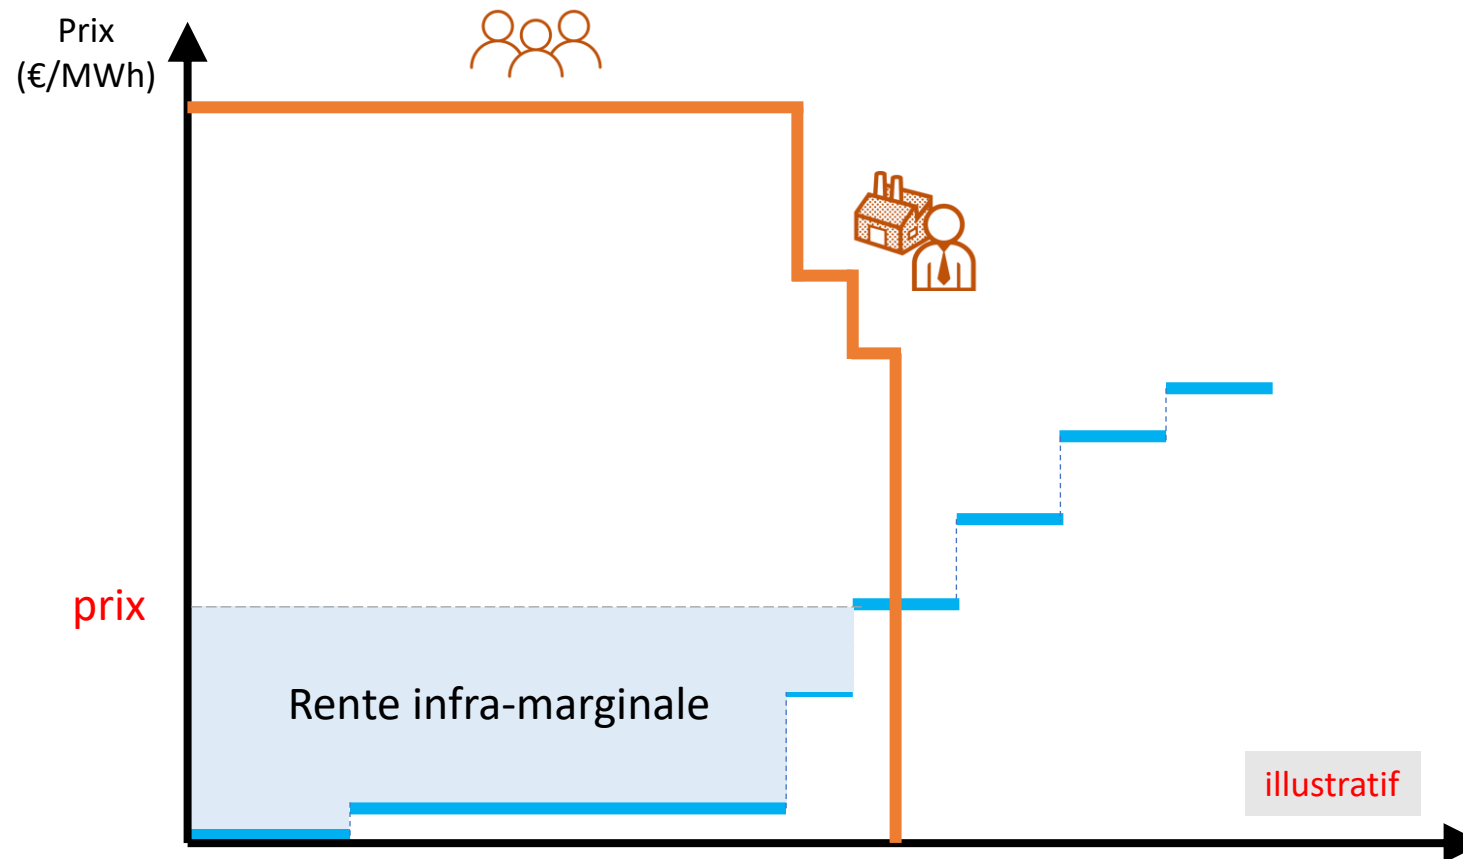 Prix
(€/MWh)
prix
Rente infra-marginale
illustratif